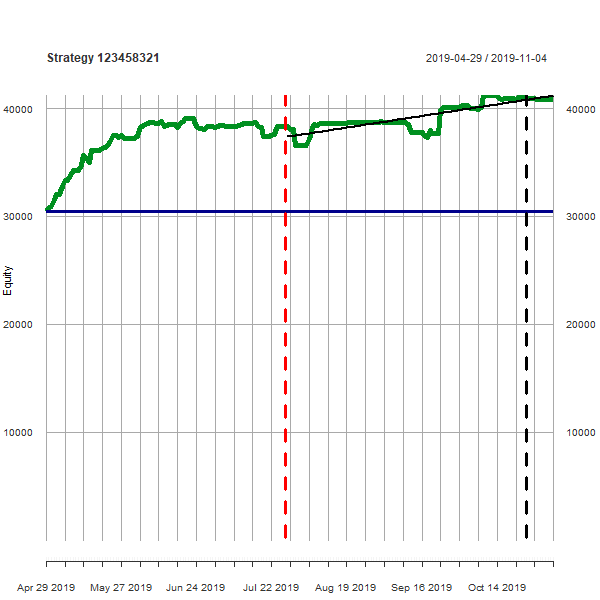 Strategy 123458321
2019-04-29 / 2019-11-04
40000
40000
30000
30000
Equity
20000
20000
10000
10000
Apr 29 2019
May 27 2019
Jun 24 2019
Jul 22 2019
Aug 19 2019
Sep 16 2019
Oct 14 2019